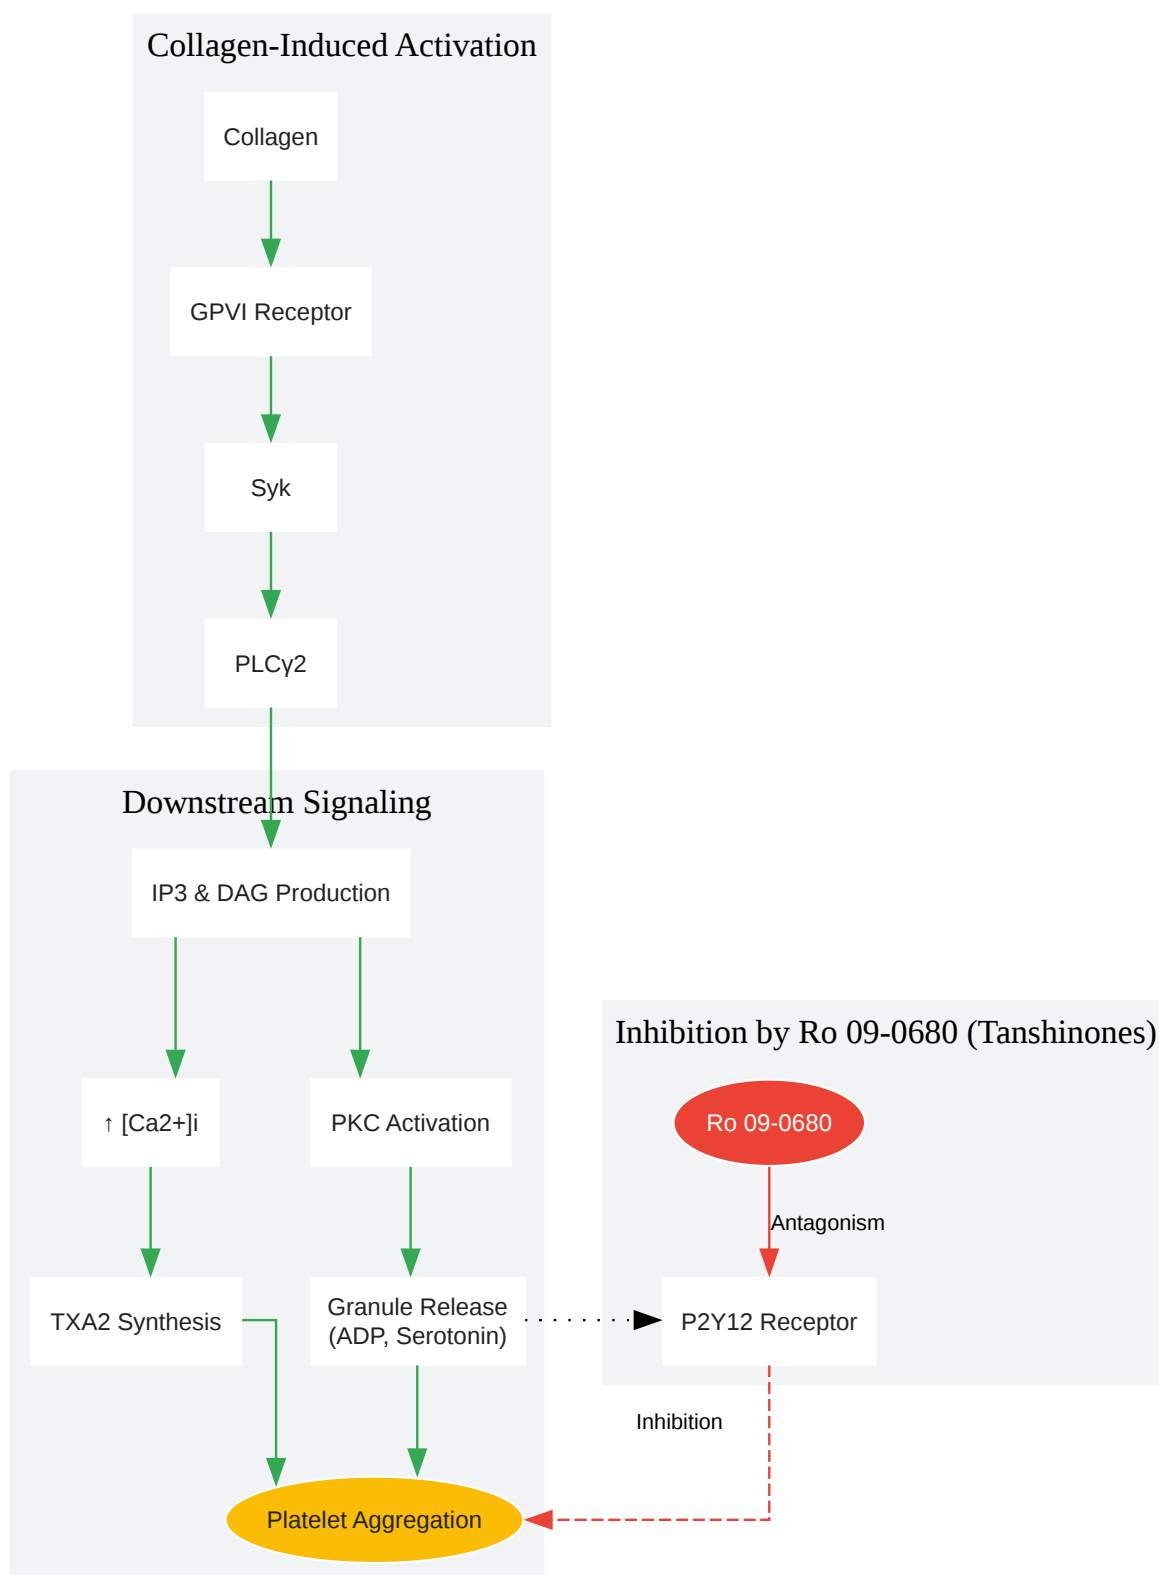 Collagen-Induced Activation
Collagen
GPVI Receptor
Syk
PLCγ2
Downstream Signaling
IP3 & DAG Production
↑ [Ca2+]i
PKC Activation
TXA2 Synthesis
Granule Release
(ADP, Serotonin)
Platelet Aggregation
Inhibition by Ro 09-0680 (Tanshinones)
Ro 09-0680
Antagonism
P2Y12 Receptor
Inhibition